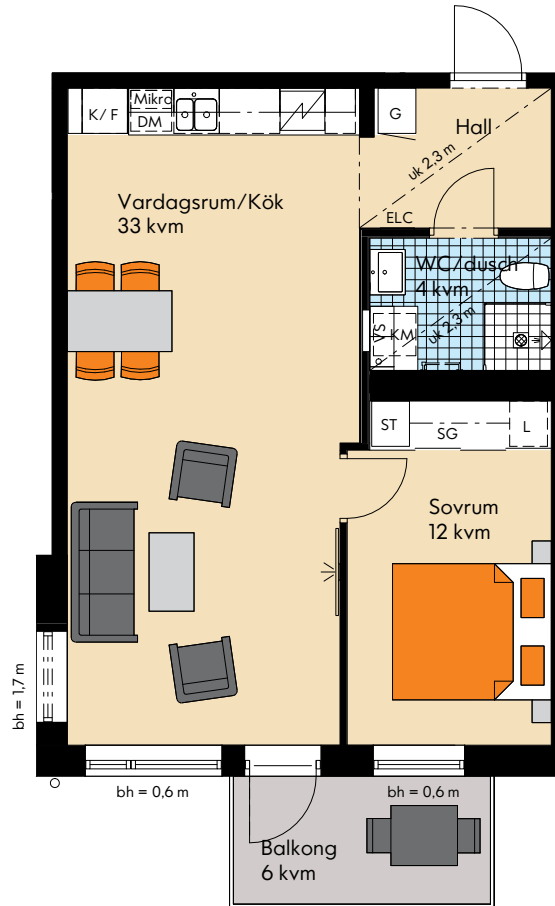 K/F
Mikro
DM
G
Hall
uk 2,3 m
ELC
Vardagsrum/Kök
33 kvm
WC/dusch
4 kvm
uk 2,3 m
VS
KM
ST
SG
L
Sovrum
12 kvm
bh = 1,7 m
bh = 0,6 m
bh = 0,6 m
Balkong
6 kvm